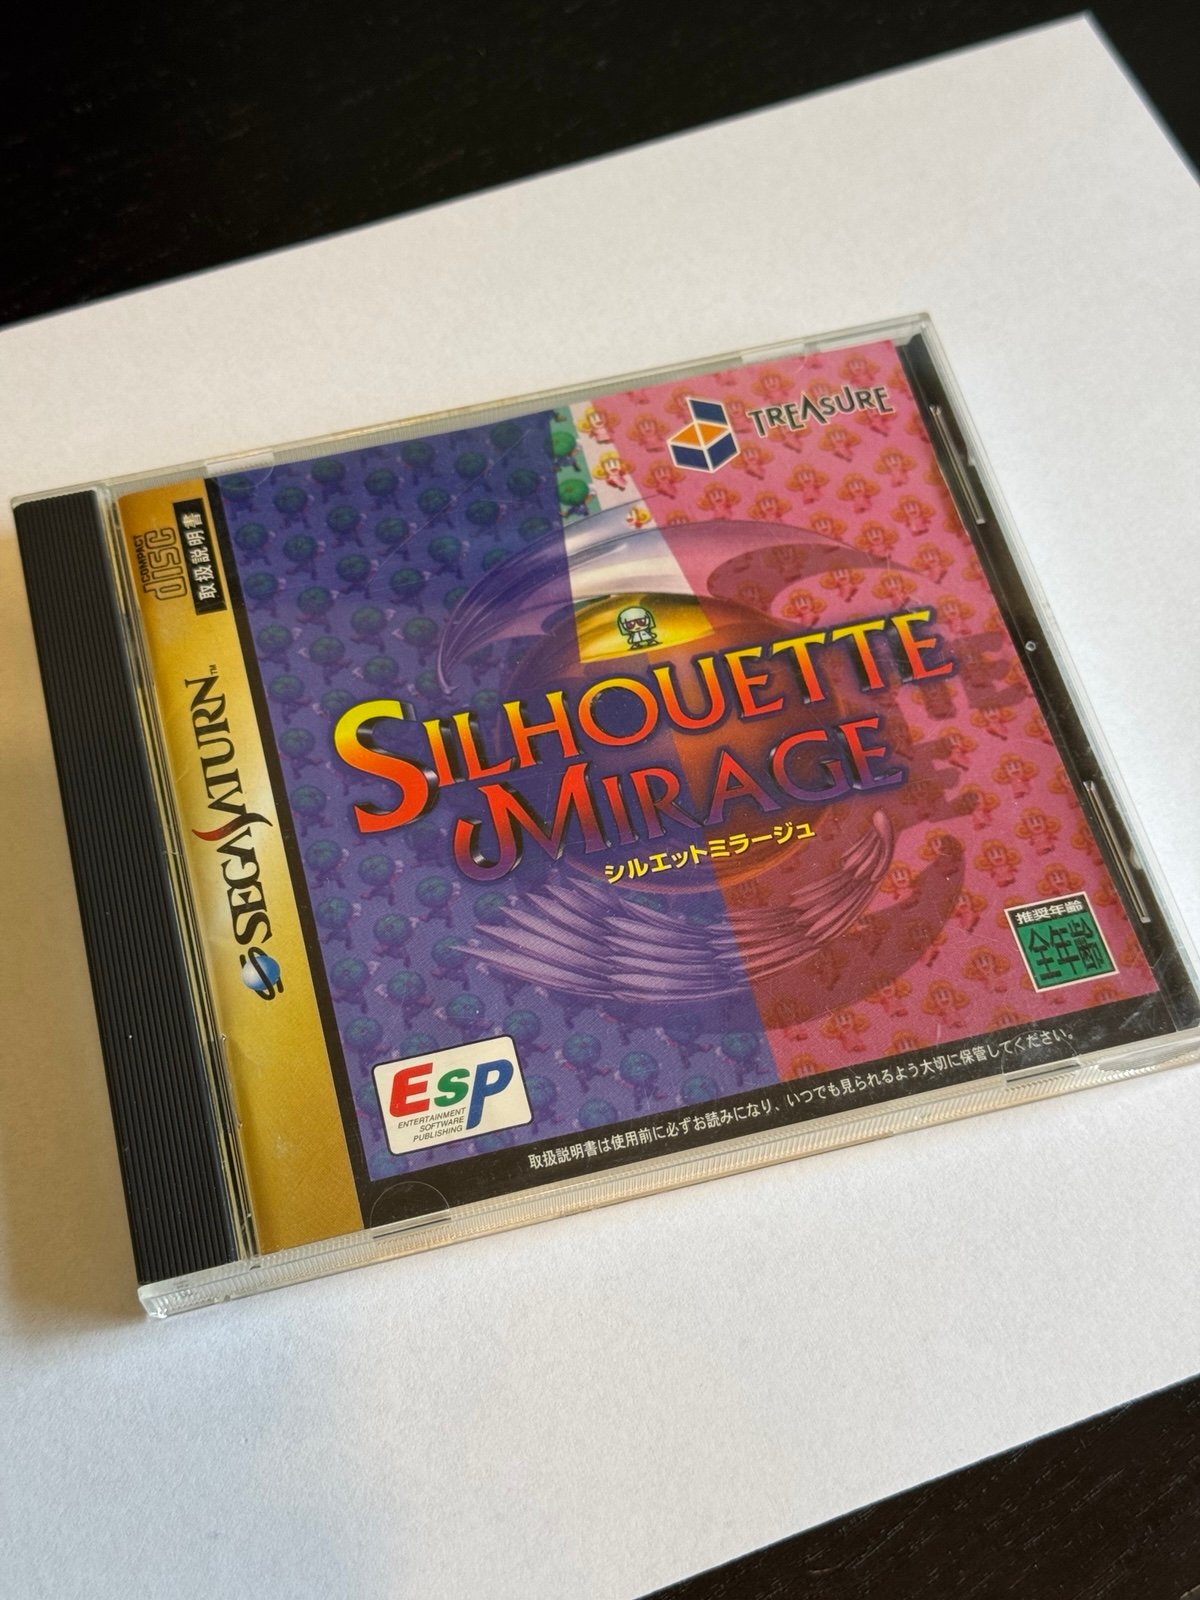 TREASURE
COMPACT
disc
取扱説明書
SEGA SATURN™
SILHOUETTE
MIRAGE
シルエットミラージュ
推奨年齢
全年齢
ESP
ENTERTAINMENT
SOFTWARE
PUBLISHING
取扱説明書は使用前に必ずお読みになり、いつでも見られるよう大切に保管してください。